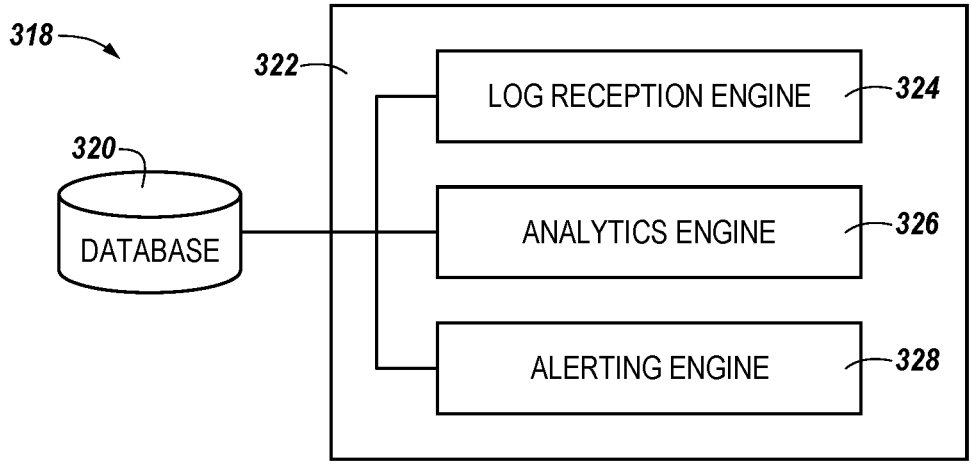 318
322
LOG RECEPTION ENGINE
324
320
DATABASE
ANALYTICS ENGINE
326
ALERTING ENGINE
328